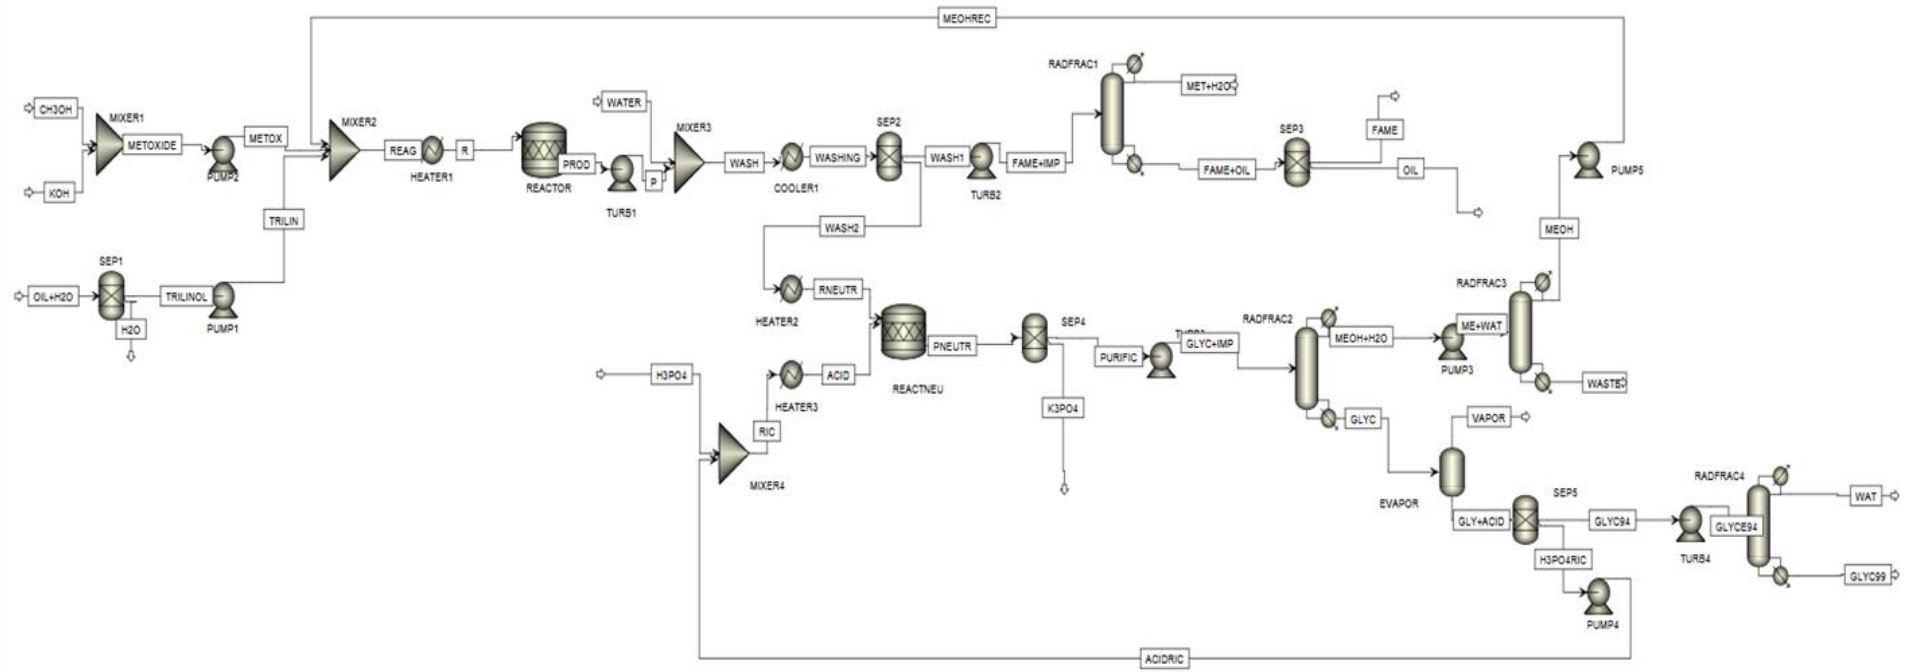 MEOHREC
RADFRAC1
MET+H2O
CH3OH
MIXER1
METOXIDE
METOX
PUMP2
KOH
MIXER2
REAG
HEATER1
R
REACTOR
PROD
TURB1
P
WATER
MIXER3
WASH
COOLER1
WASHING
SEP2
WASH1
TURB2
FAME+IMP
FAME+OIL
SEP3
FAME
OIL
PUMP5
MEOH
TRILIN
WASH2
SEP1
OIL+H2O
H2O
TRILINOL
PUMP1
HEATER2
RNEUTR
REACTNEU
PNEUTR
SEP4
PURIFIC
GLYC+IMP
K3PO4
RADFRAC2
MEOH+H2O
GLYC
PUMP3
ME+WAT
RADFRAC3
WASTE
H3PO4
HEATER3
ACID
RIC
MIXER4
VAPOR
EVAPOR
GLY+ACID
SEP5
GLYC94
H3PO4RIC
PUMP4
TURB4
GLYCE94
RADFRAC4
WAT
GLYC99
ACIDRIC